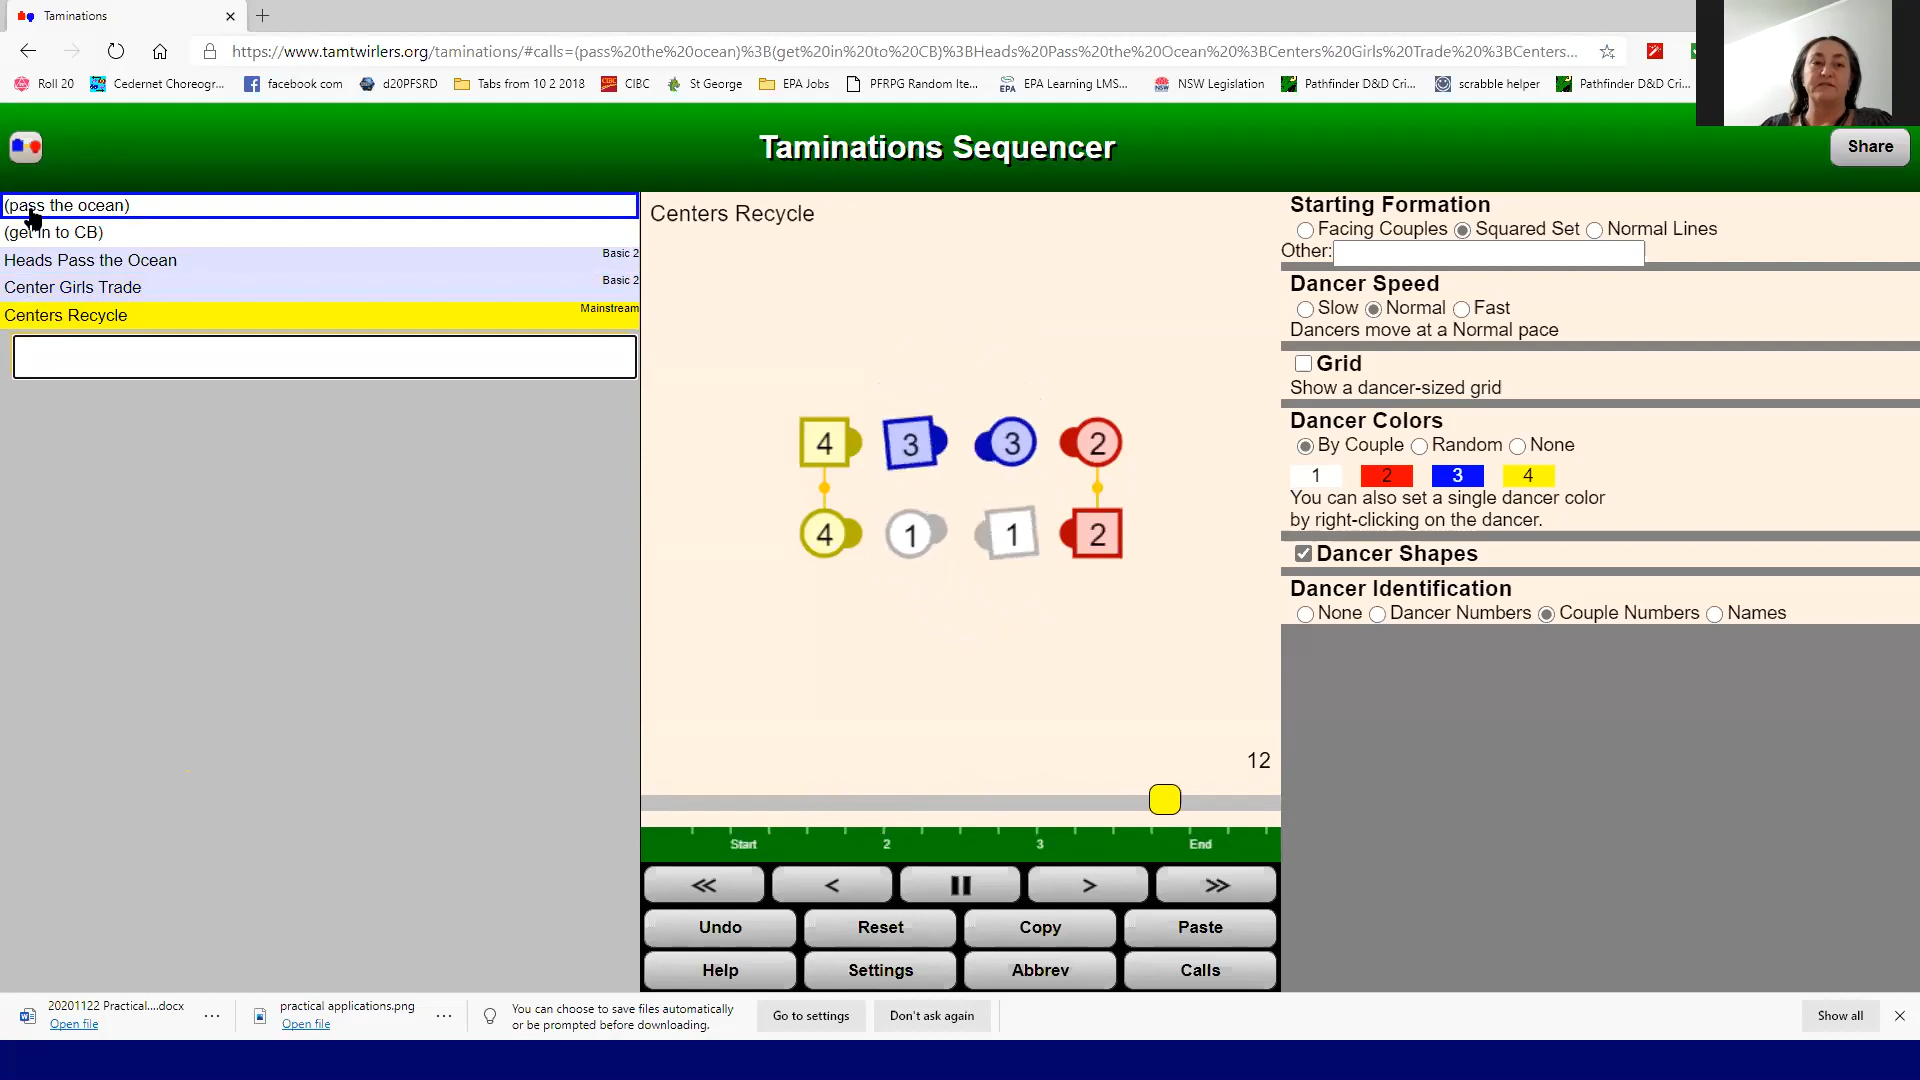 Taminations
https://www.tamtwirlers.org/taminations/#calls=(pass%20the%20ocean)%3B(get%20in%20to%20CB)%3BHeads%20Pass%20the%20Ocean%20%3BCenters%20Girls%20Trade%20%3BCenters...
Roll 20 Cedernet Choreogr... facebook.com d20PFSRD Tabs from 10 2 2018 CIBC St George EPA Jobs PFRPG Random Ite... EPA Learning LMS... NSW Legislation Pathfinder D&D Cri... scrabble helper Pathfinder D&D Cri...
Taminations Sequencer
Share
(pass the ocean)
(get in to CB)
Heads Pass the Ocean Basic 2
Center Girls Trade Basic 2
Centers Recycle Mainstream
Centers Recycle
4 3 3 2
4 1 1 2
12
Start 2 3 End
<< < > >>
Undo Reset Copy Paste
Help Settings Abbrev Calls
Starting Formation
Facing Couples Squared Set Normal Lines
Other:
Dancer Speed
Slow Normal Fast
Dancers move at a Normal pace
Grid
Show a dancer-sized grid
Dancer Colors
By Couple Random None
1 2 3 4
You can also set a single dancer color
by right-clicking on the dancer.
Dancer Shapes
Dancer Identification
None Dancer Numbers Couple Numbers Names
20201122 Practical....docx
Open file
practical applications.png
Open file
You can choose to save files automatically
or be prompted before downloading.
Go to settings
Don't ask again
Show all